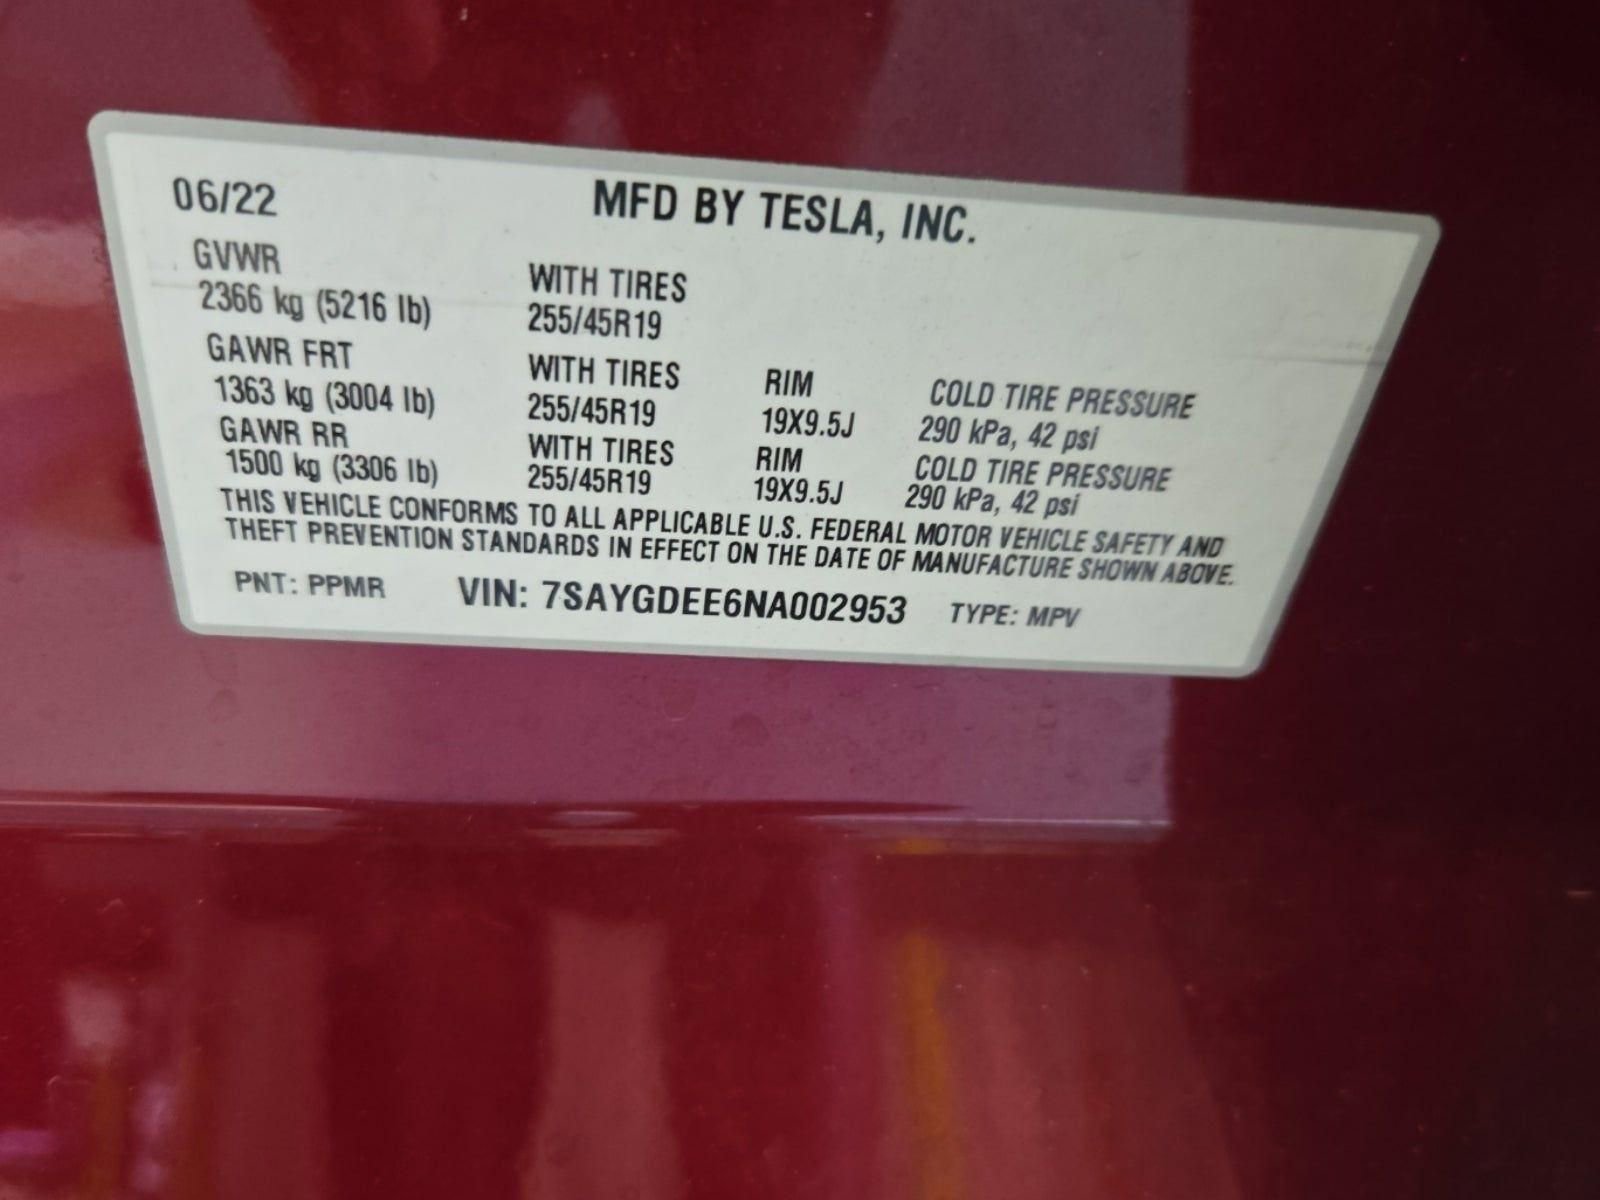 06/22 MFD BY TESLA, INC.
GVWR WITH TIRES
2366 kg (5216 lb) 255/45R19
GAWR FRT WITH TIRES RIM COLD TIRE PRESSURE
1363 kg (3004 lb) 255/45R19 19X9.5J 290 kPa, 42 psi
GAWR RR WITH TIRES RIM COLD TIRE PRESSURE
1500 kg (3306 lb) 255/45R19 19X9.5J 290 kPa, 42 psi
THIS VEHICLE CONFORMS TO ALL APPLICABLE U.S. FEDERAL MOTOR VEHICLE SAFETY AND
THEFT PREVENTION STANDARDS IN EFFECT ON THE DATE OF MANUFACTURE SHOWN ABOVE.
PNT: PPMR VIN: 7SAYGDEE6NA002953 TYPE: MPV